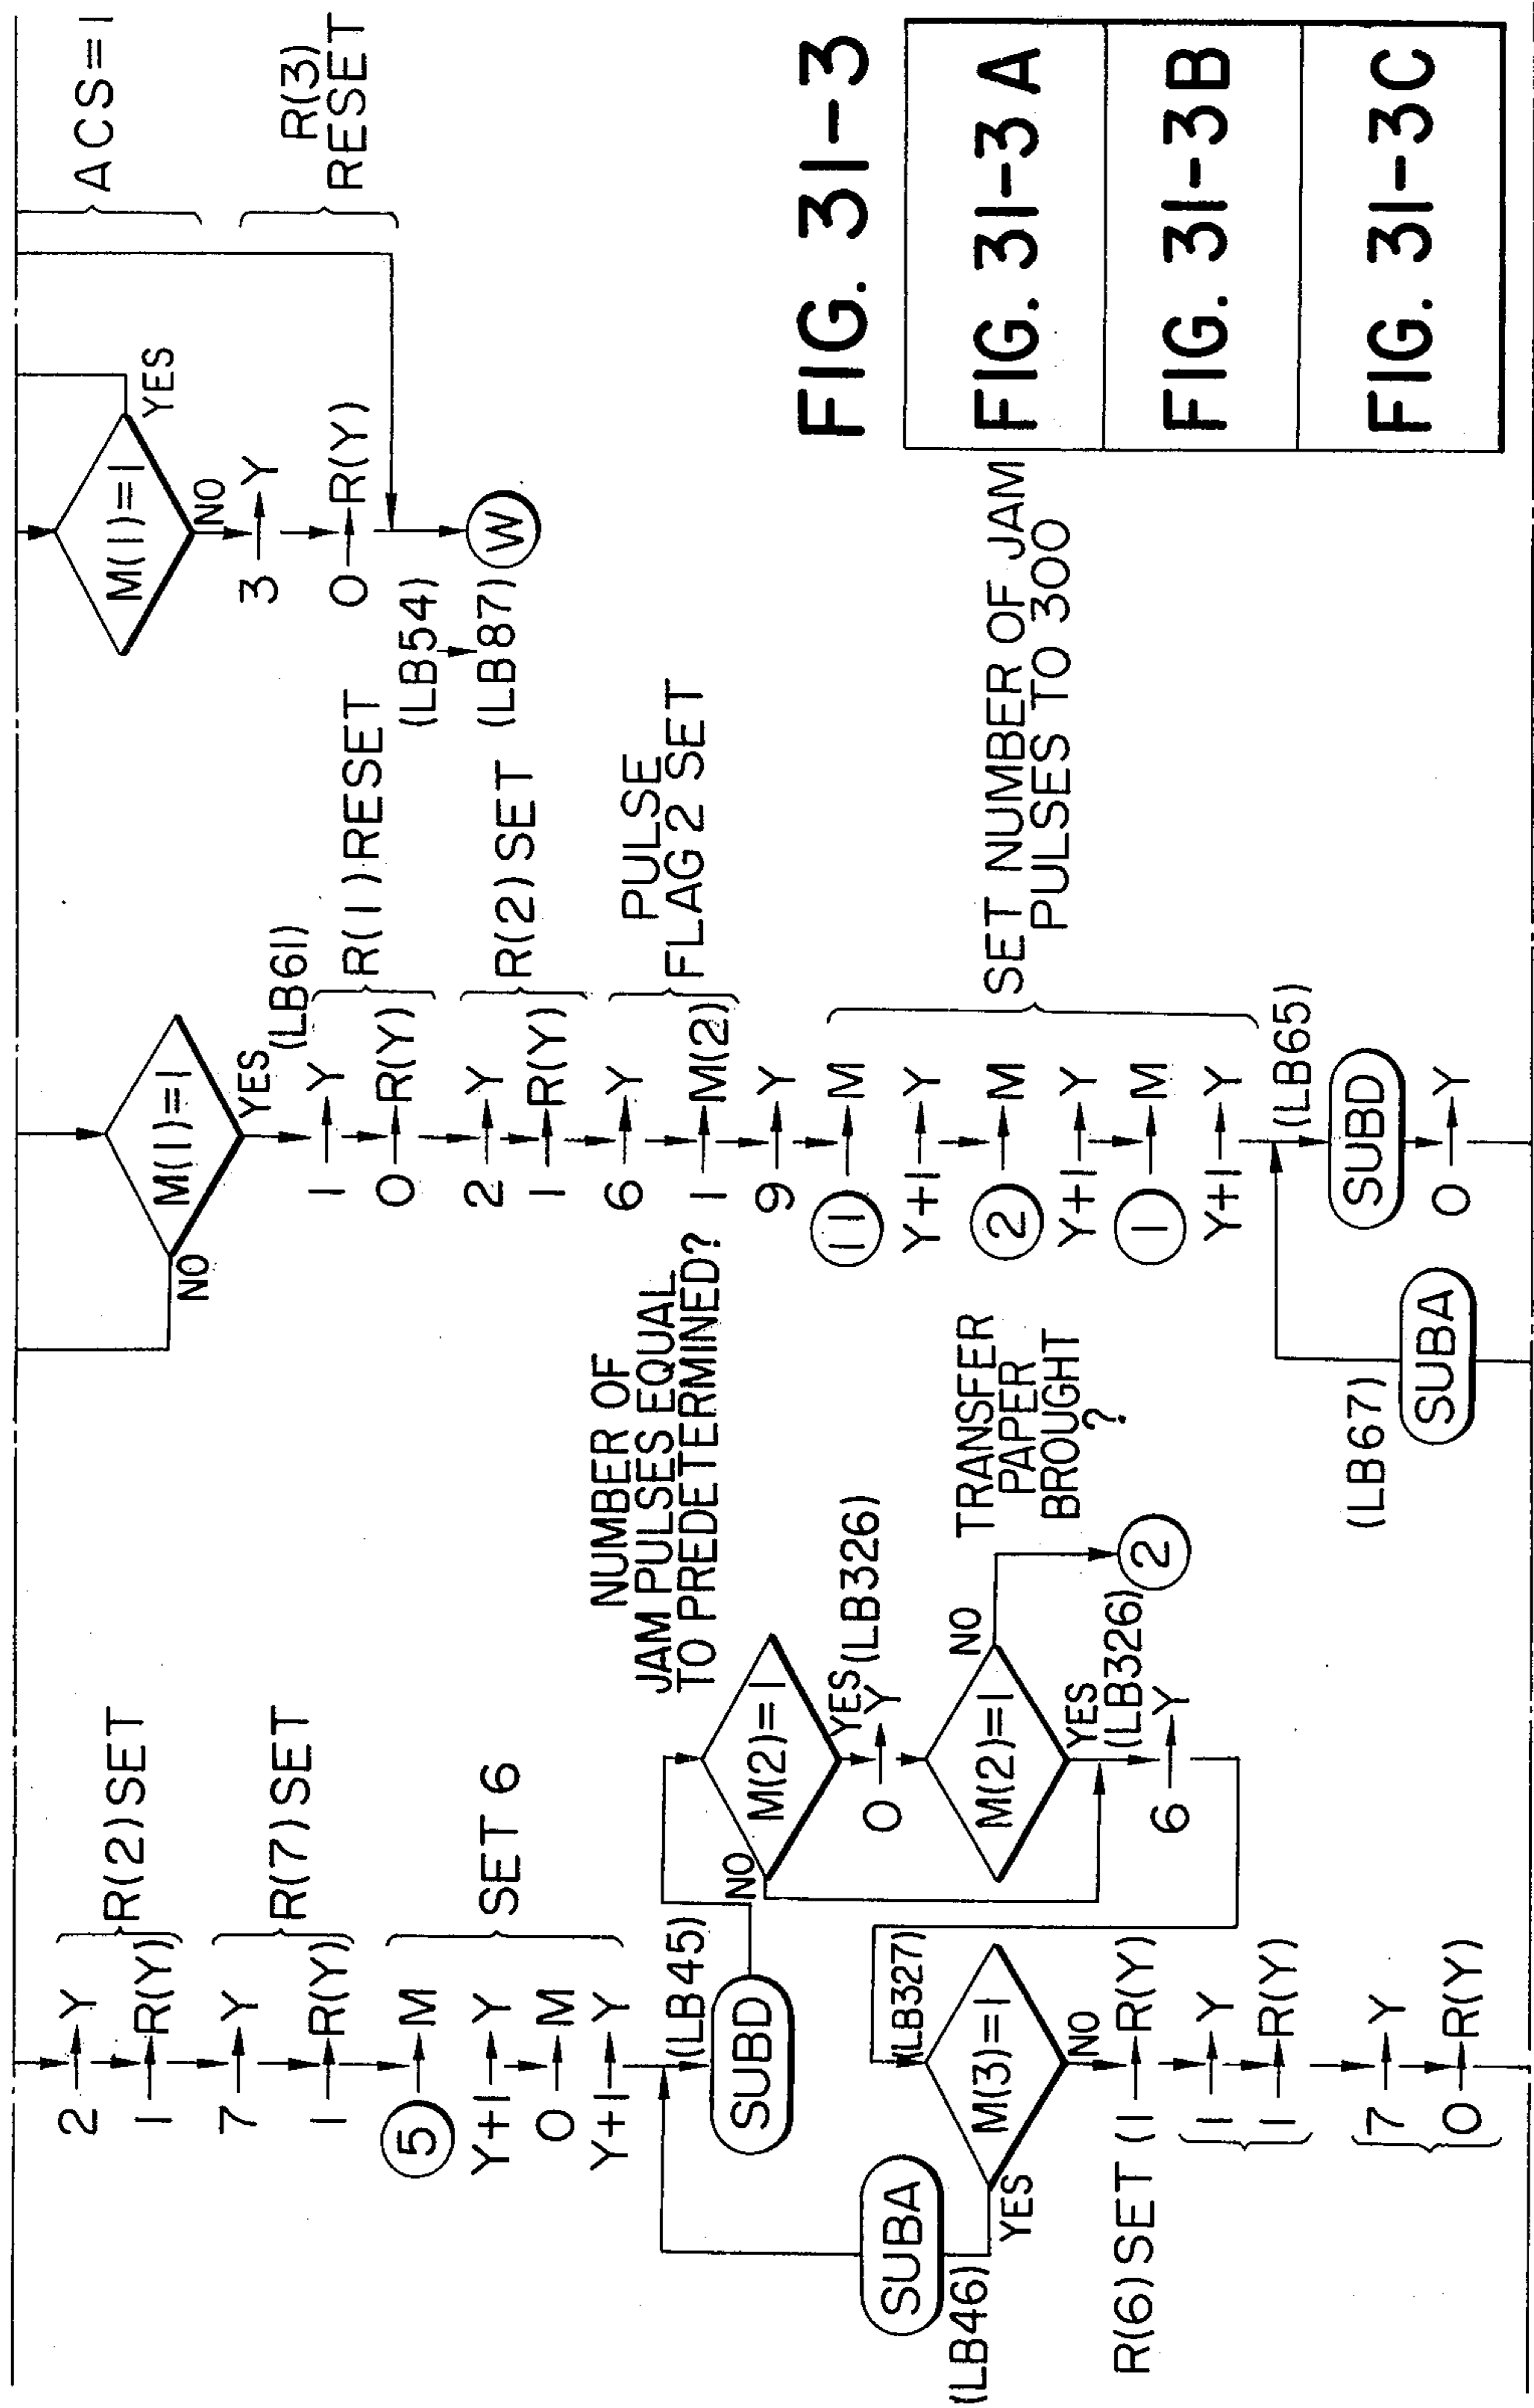 2 → Y
1 → R(Y)
R(2) SET
7 → Y
1 → R(Y)
R(7) SET
5 → M
Y+1 → Y
0 → M
Y+1 → Y
SET 6
(LB45)
SUBD
NUMBER OF
JAM PULSES EQUAL
TO PREDETERMINED?
M(2)=1
NO
YES
(LB326)
0 → Y
TRANSFER
PAPER
BROUGHT
?
M(2)=1
NO
2
YES
(LB326)
6 → Y
(LB327)
M(3)=1
YES
NO
SUBA
(LB46)
R(6) SET (1 → R(Y)
1 → Y
1 → R(Y)
7 → Y
0 → R(Y)
M(1)=1
NO
YES
(LB61)
1 → Y
0 → R(Y)
R(1) RESET
2 → Y
1 → R(Y)
R(2) SET
6 → Y
1 → M(2)
PULSE
FLAG 2 SET
9 → Y
11 → M
Y+1 → Y
2 → M
Y+1 → Y
1 → M
Y+1 → Y
SET NUMBER OF JAM
PULSES TO 300
(LB65)
SUBD
0 → Y
(LB67)
SUBA
M(1)=1
YES
NO
3 → Y
0 → R(Y)
(LB54)
(LB87)
W
ACS=1
R(3)
RESET
FIG. 31-3
FIG. 31-3A
FIG. 31-3B
FIG. 31-3C